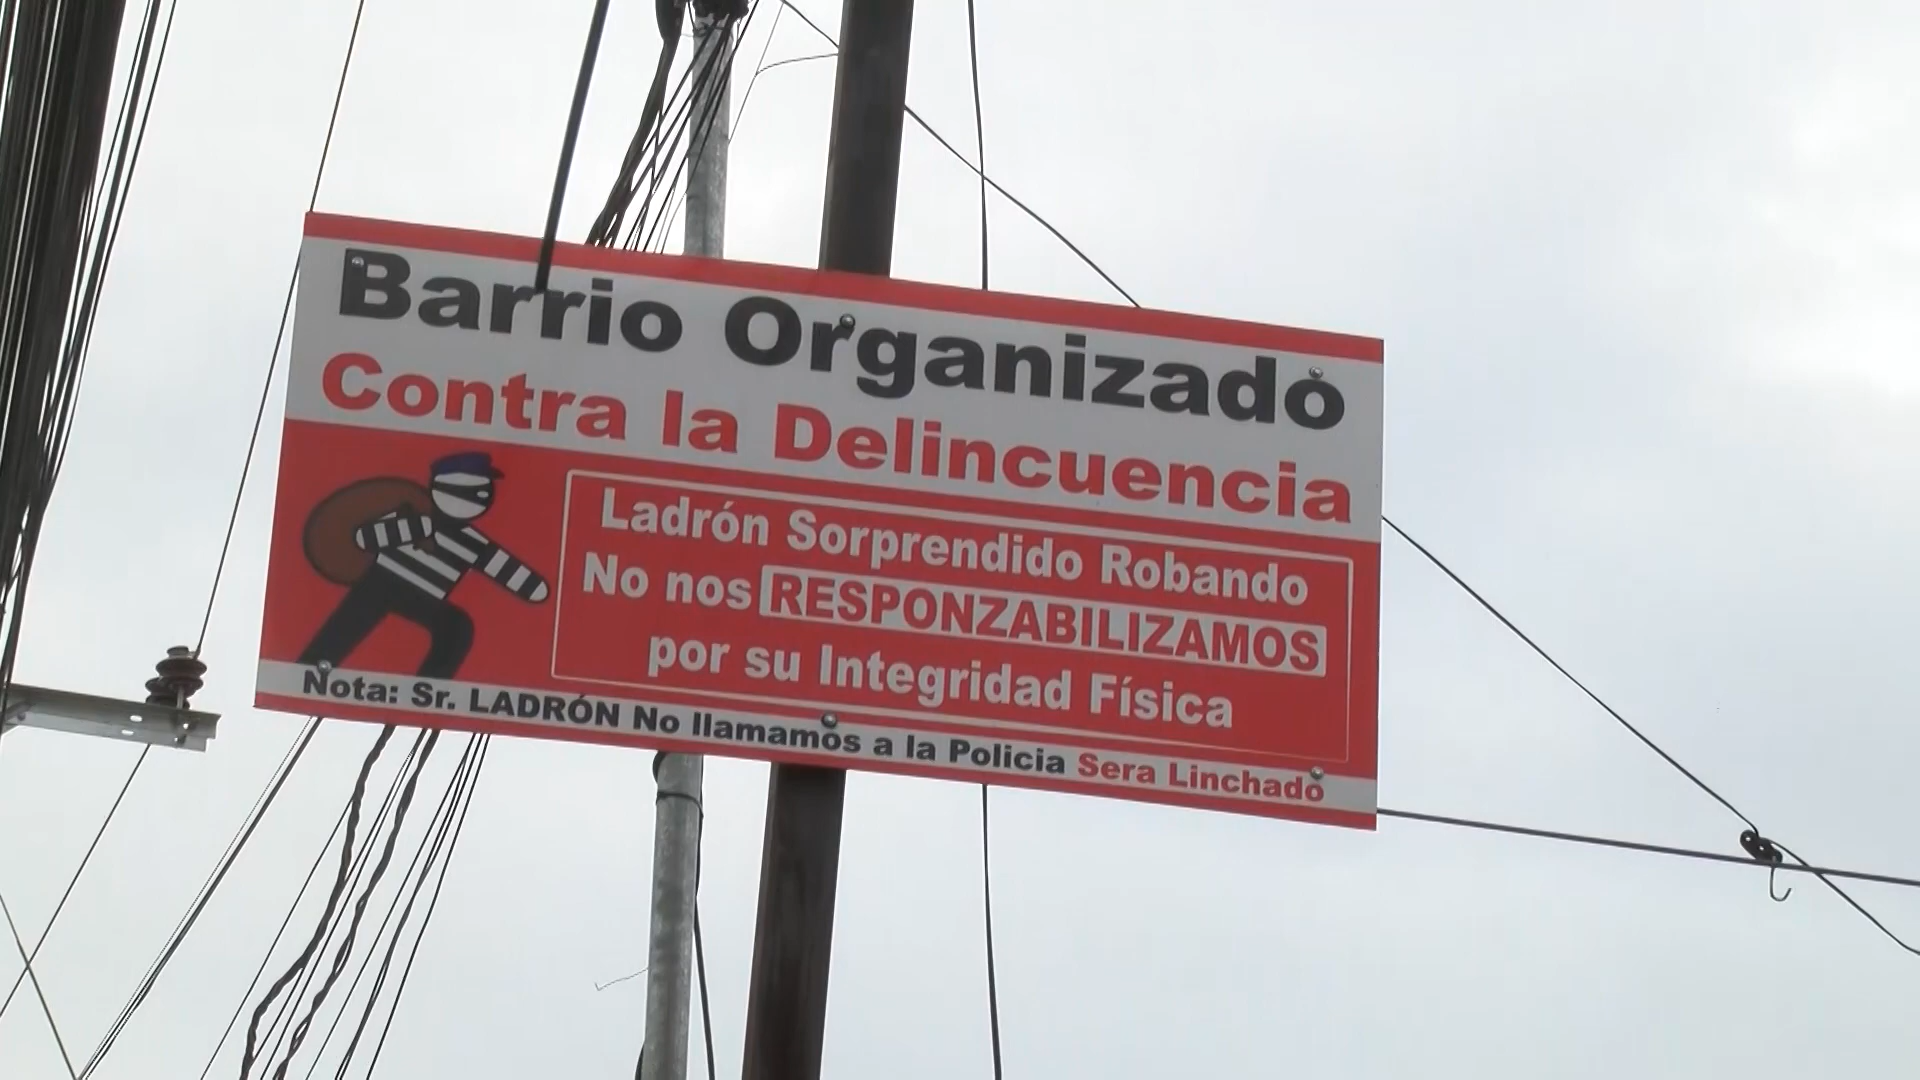 Barrio Organizado
Contra la Delincuencia
Ladrón Sorprendido Robando
No nos RESPONZABILIZAMOS
por su Integridad Física
Nota: Sr. LADRÓN No llamamos a la Policia Sera Linchado